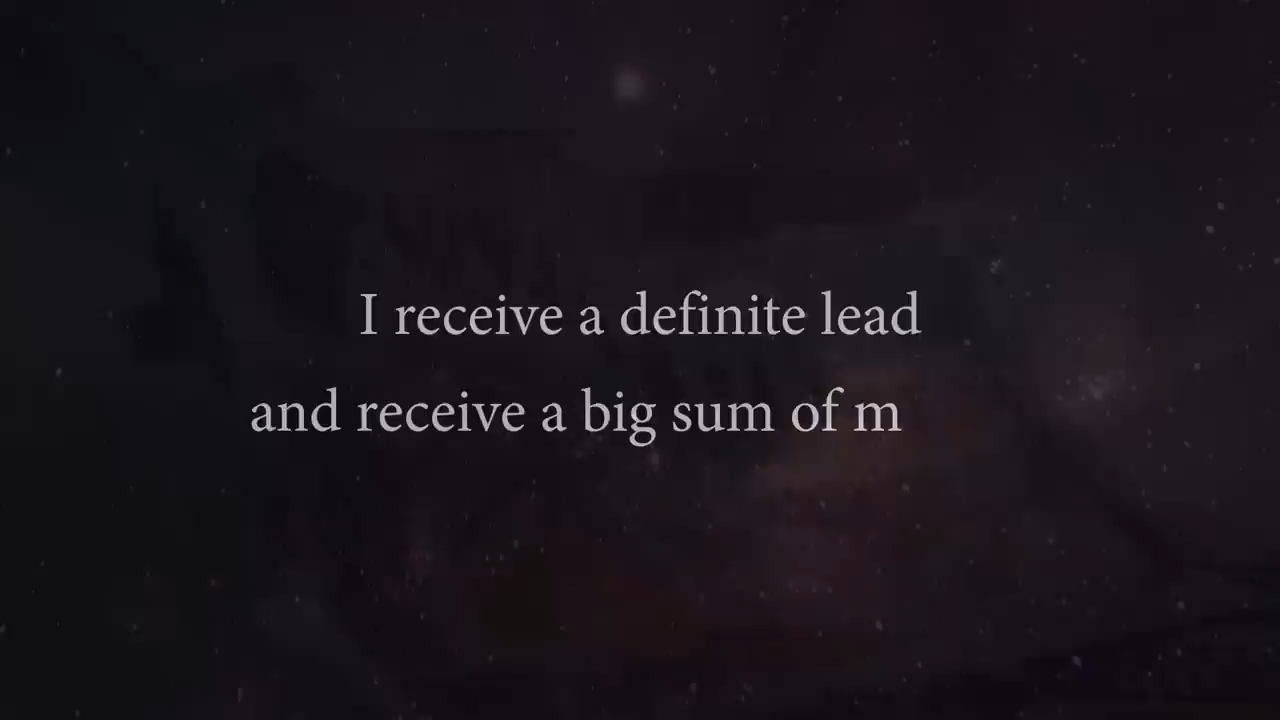 I receive a definite lead
and receive a big sum of m